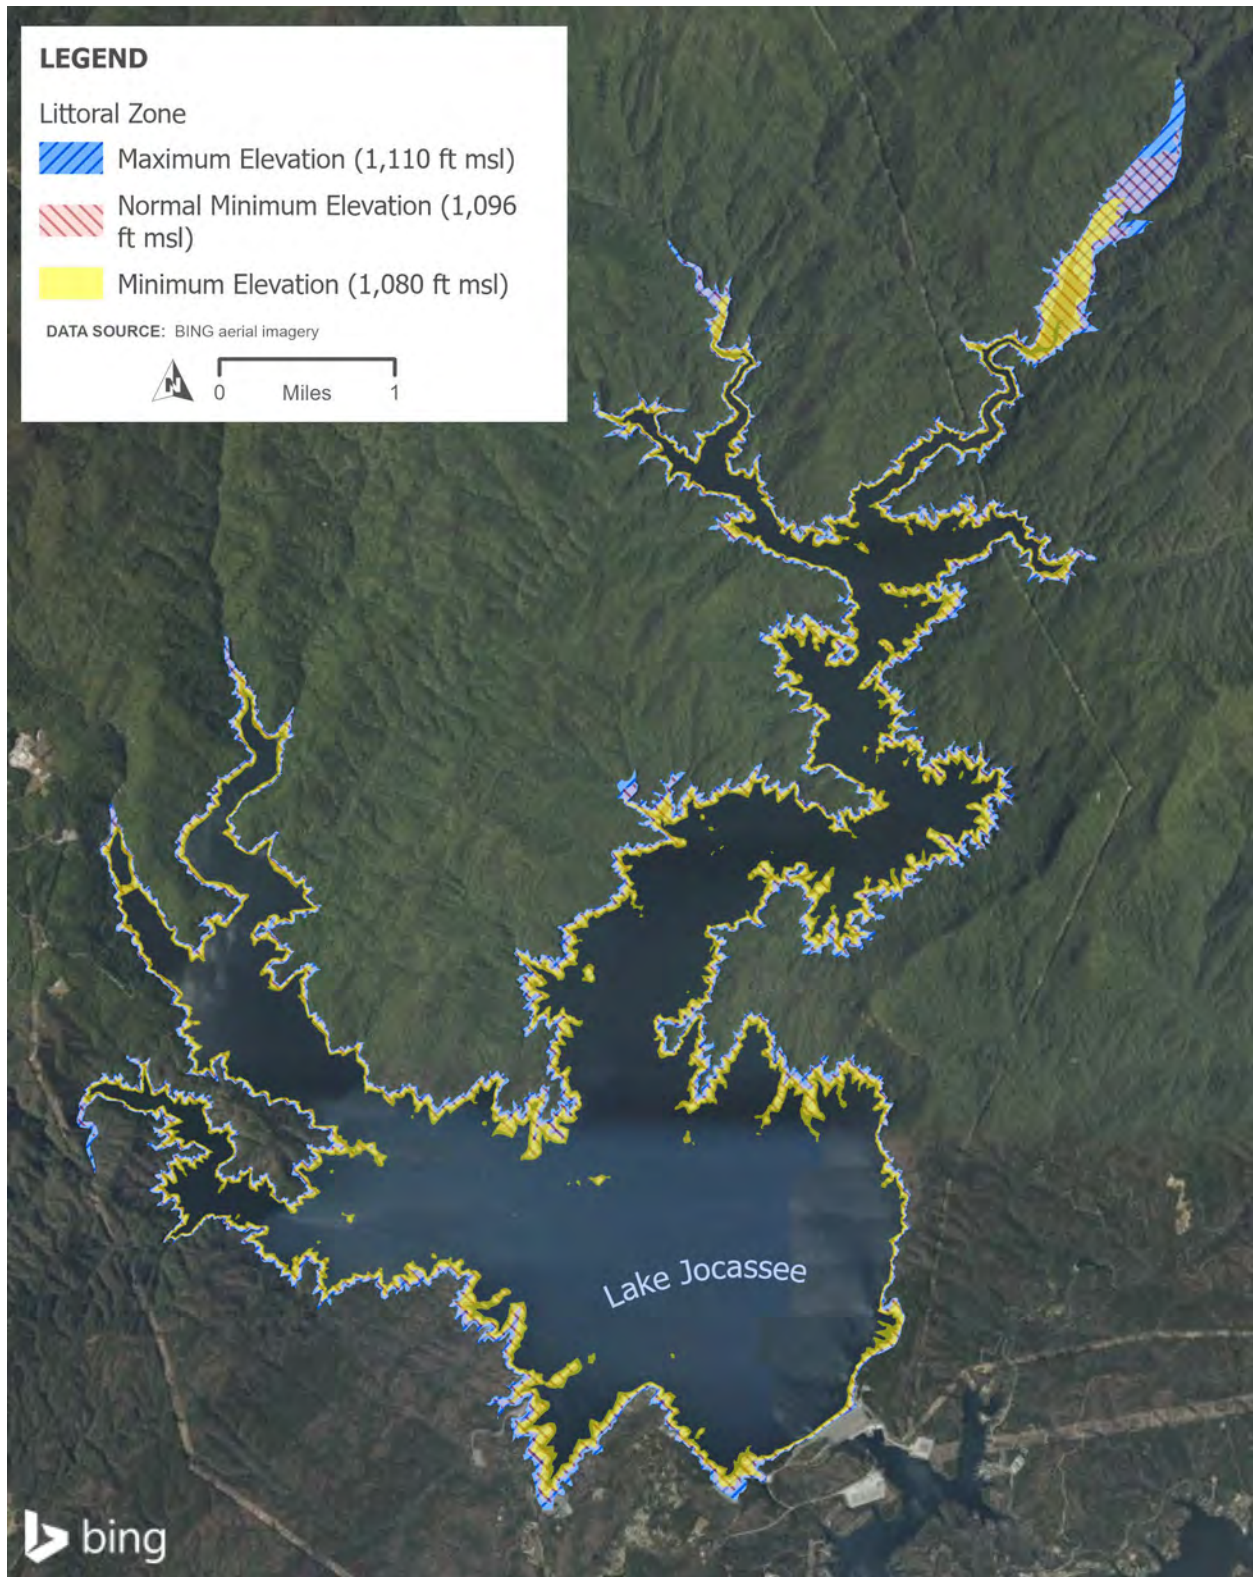 LEGEND
Littoral Zone
Maximum Elevation (1,110 ft msl)
Normal Minimum Elevation (1,096
ft msl)
Minimum Elevation (1,080 ft msl)
DATA SOURCE: BING aerial imagery
N
0 Miles 1
Lake Jocassee
bing